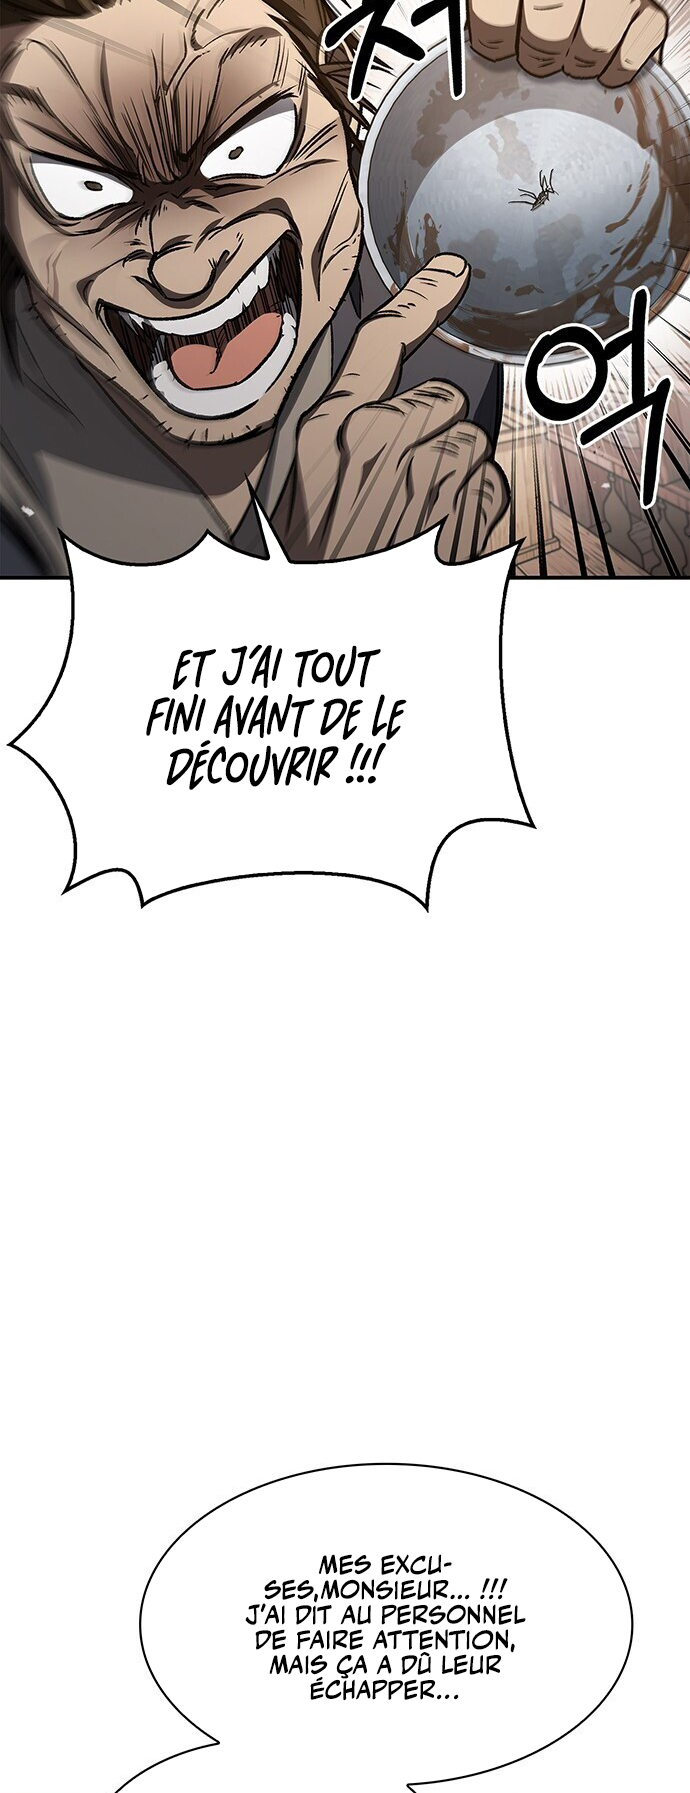 저
억
ET J'AI TOUT
FINI AVANT DE LE
DÉCOUVRIR !!!
MES EXCU-
SES,MONSIEUR... !!!
J'AI DIT AU PERSONNEL
DE FAIRE ATTENTION,
MAIS ÇA A DÛ LEUR
ÉCHAPPER...